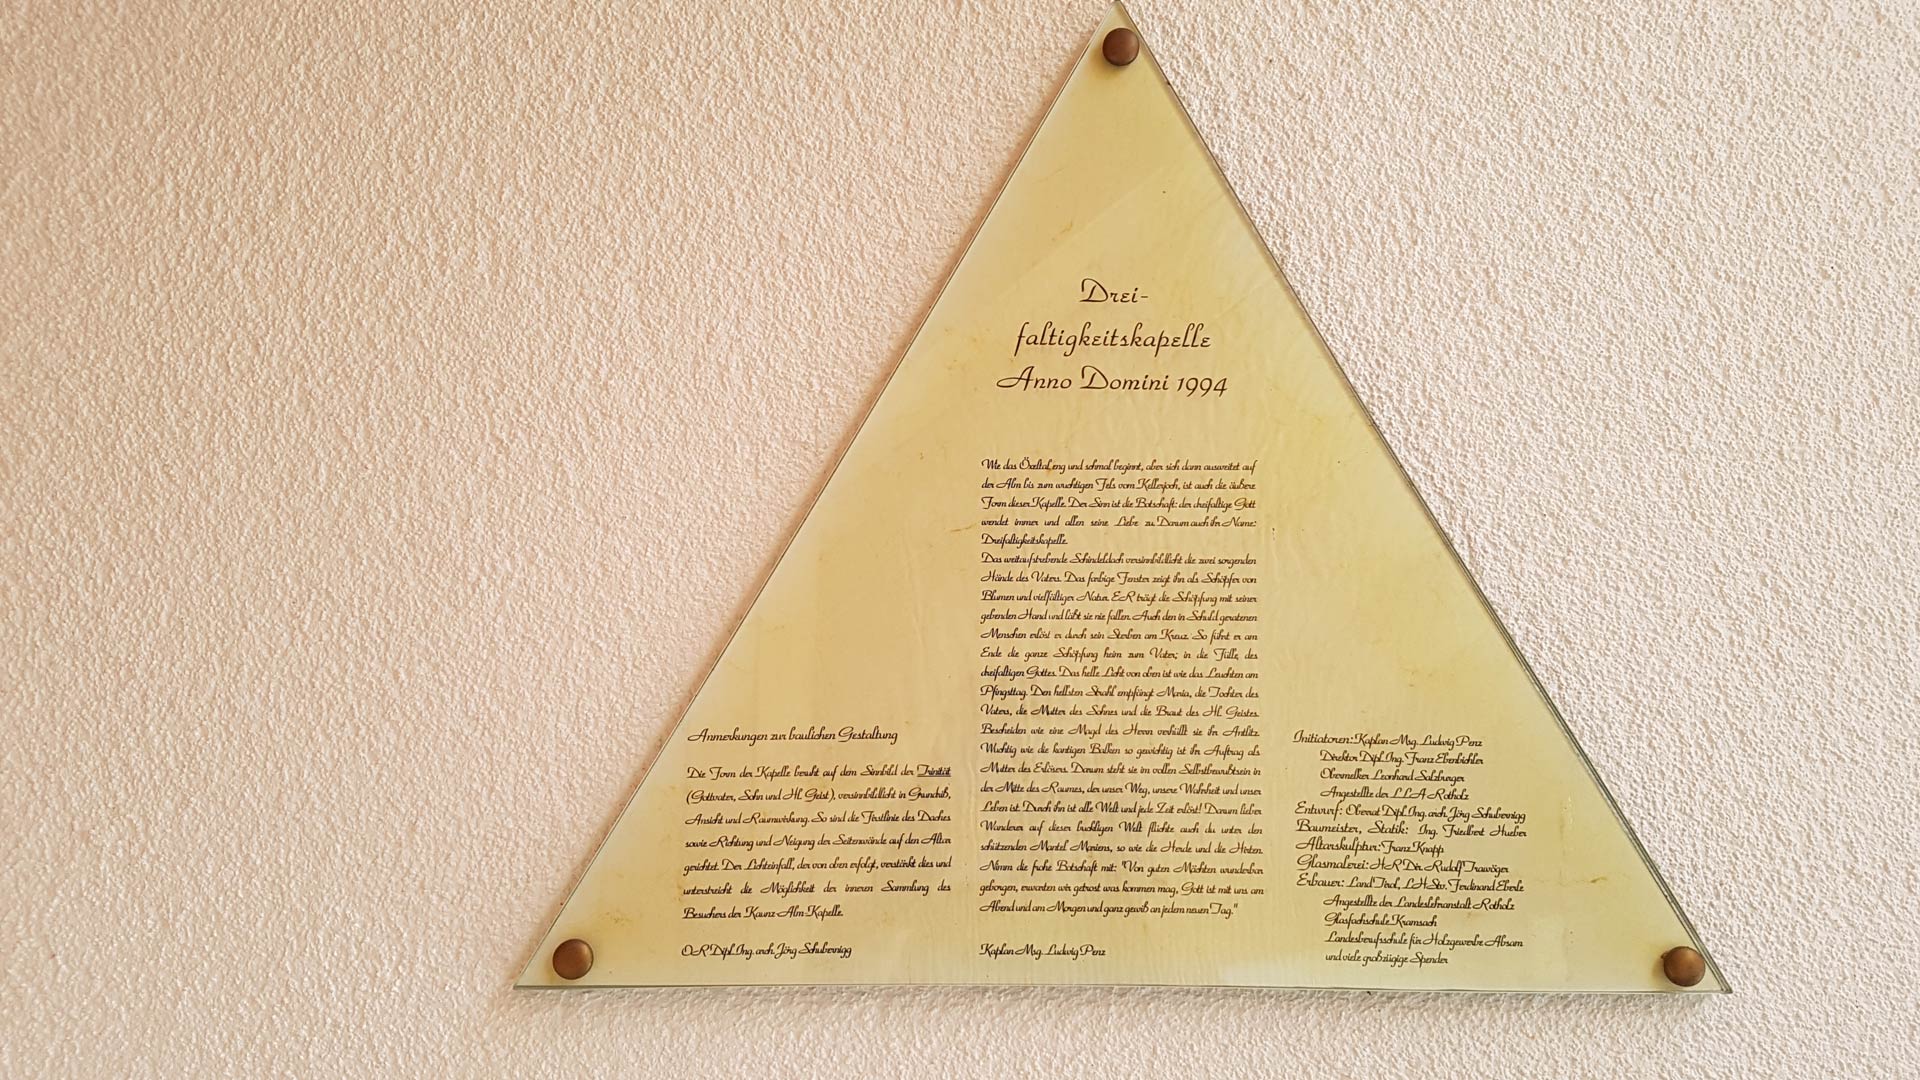 Drei-
faltigkeitskapelle
Anno Domini 1994
Wie das Öxeltal eng und schmal beginnt, aber sich dann ausweitet auf
der Alm bis zum wuchtigen Fels vom Kellerjoch, ist auch die äußere
Form dieser Kapelle. Der Sinn ist die Botschaft: der dreifaltige Gott
wendet immer und allen seine Liebe zu. Darum auch ihr Name:
Dreifaltigkeitskapelle.
Das weitaufstrebende Schindeldach versinnbildlicht die zwei sorgenden
Hände des Vaters. Das farbige Fenster zeigt ihn als Schöpfer von
Blumen und vielfältiger Natur. ER trägt die Schöpfung mit seiner
gebenden Hand und läßt sie nie fallen. Auch den in Schuld geratenen
Menschen erlöst er durch sein Sterben am Kreuz. So führt er am
Ende die ganze Schöpfung heim zum Vater; in die Fülle des
dreifaltigen Gottes. Das helle Licht von oben ist wie das Leuchten am
Pfingsttag. Den hellsten Strahl empfängt Maria, die Tochter des
Vaters, die Mutter des Sohnes und die Braut des Hl. Geistes.
Bescheiden wie eine Magd des Herrn verhüllt sie ihr Antlitz.
Wuchtig wie die kantigen Balken so gewichtig ist ihr Auftrag als
Mutter des Erlösers. Darum steht sie im vollen Selbstbewußtsein in
der Mitte des Raumes, der unser Weg, unsere Wahrheit und unser
Leben ist. Durch ihn ist alle Welt und jede Zeit erlöst! Darum lieber
Wanderer auf dieser buckligen Welt flüchte auch du unter den
schützenden Mantel Mariens, so wie die Herde und die Hirten.
Nimm die frohe Botschaft mit: "Von guten Mächten wunderbar
geborgen, erwarten wir getrost was kommen mag, Gott ist mit uns am
Abend und am Morgen und ganz gewiß an jedem neuen Tag."
Kaplan Msg. Ludwig Penz
Anmerkungen zur baulichen Gestaltung
Die Form der Kapelle beruht auf dem Sinnbild der Trinität
(Gottvater, Sohn und Hl. Geist), versinnbildlicht in Grundriß,
Ansicht und Raumwirkung. So sind die Firstlinie des Daches
sowie Richtung und Neigung der Seitenwände auf den Altar
gerichtet. Der Lichteinfall, der von oben erfolgt, verstärkt dies und
unterstreicht die Möglichkeit der inneren Sammlung des
Besuchers der Kaunz-Alm-Kapelle.
OR Dipl. Ing. arch. Jörg Schubernigg
Initiatoren: Kaplan Msg. Ludwig Penz
Direktor Dipl. Ing. Franz Ebenbichler
Obermelker Leonhard Salzburger
Angestellte der LLA Rotholz
Entwurf: Oberrat Dipl. Ing. arch. Jörg Schubernigg
Baumeister, Statik: Ing. Friedbert Hueber
Altarskulptur: Franz Knapp
Glasmalerei: HR Dir. Rudolf Trawöger
Erbauer: Land Tirol, LHStv. Ferdinand Eberle
Angestellte der Landeslehranstalt Rotholz
Glasfachschule Kramsach
Landesberufsschule für Holzgewerbe Absam
und viele großzügige Spender